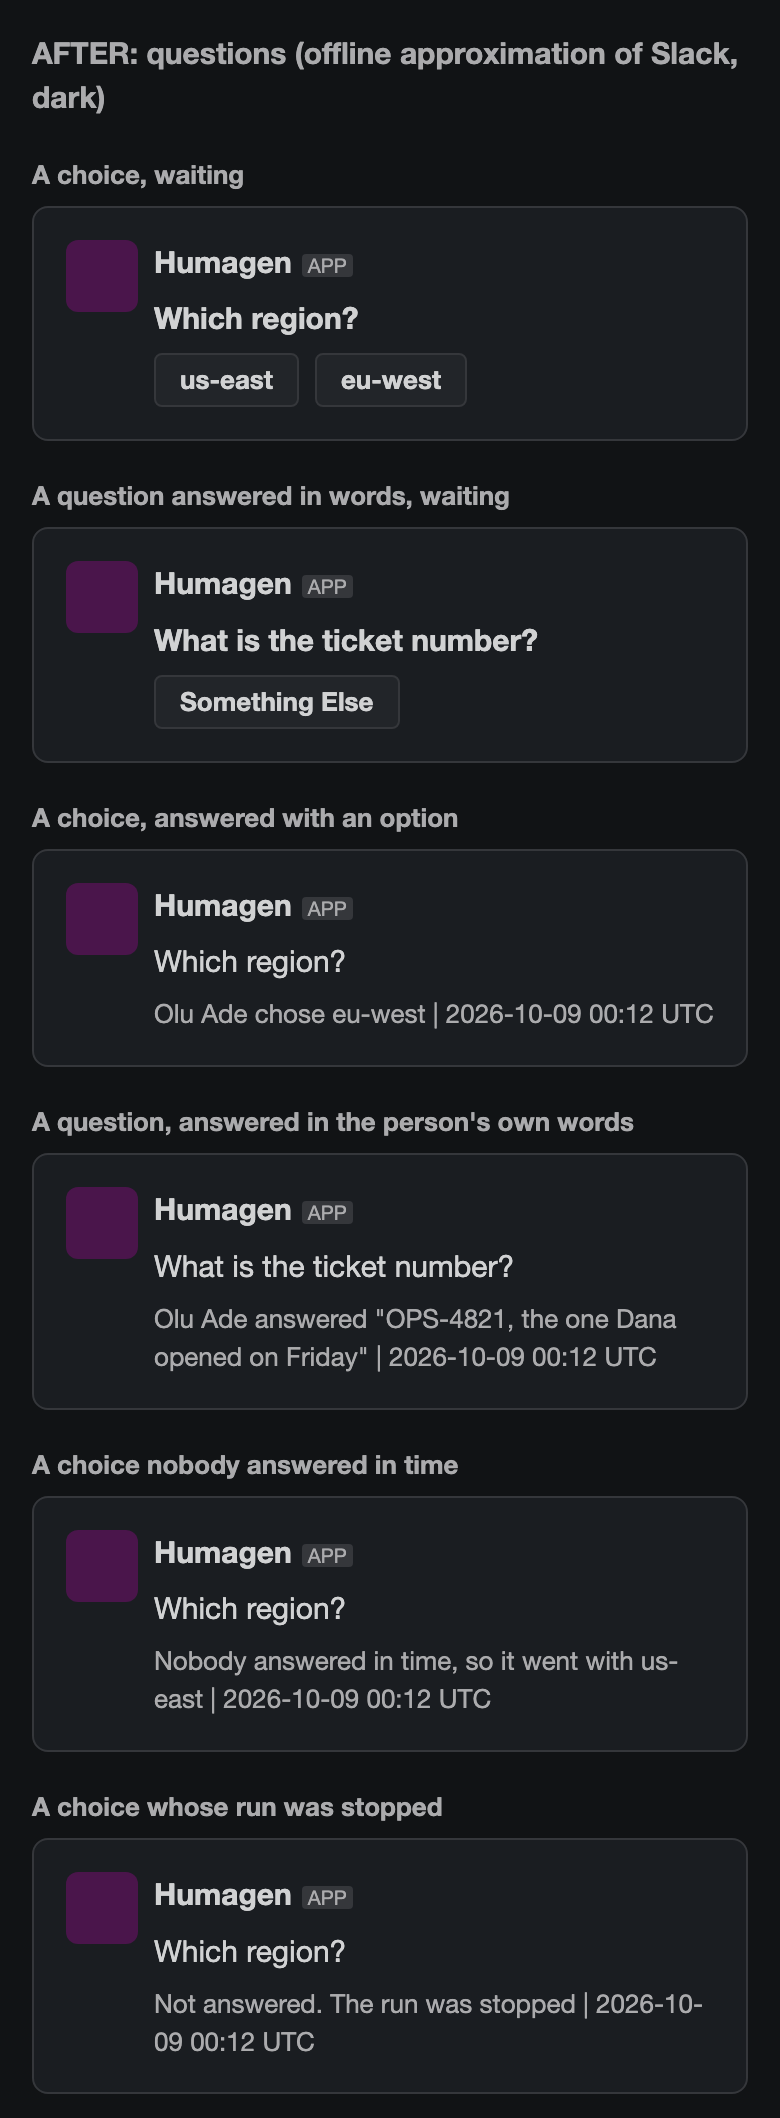 AFTER: questions (offline approximation of Slack,
dark)
A choice, waiting
Humagen APP
Which region?
us-east eu-west
A question answered in words, waiting
Humagen APP
What is the ticket number?
Something Else
A choice, answered with an option
Humagen APP
Which region?
Olu Ade chose eu-west | 2026-10-09 00:12 UTC
A question, answered in the person's own words
Humagen APP
What is the ticket number?
Olu Ade answered "OPS-4821, the one Dana
opened on Friday" | 2026-10-09 00:12 UTC
A choice nobody answered in time
Humagen APP
Which region?
Nobody answered in time, so it went with us-
east | 2026-10-09 00:12 UTC
A choice whose run was stopped
Humagen APP
Which region?
Not answered. The run was stopped | 2026-10-
09 00:12 UTC